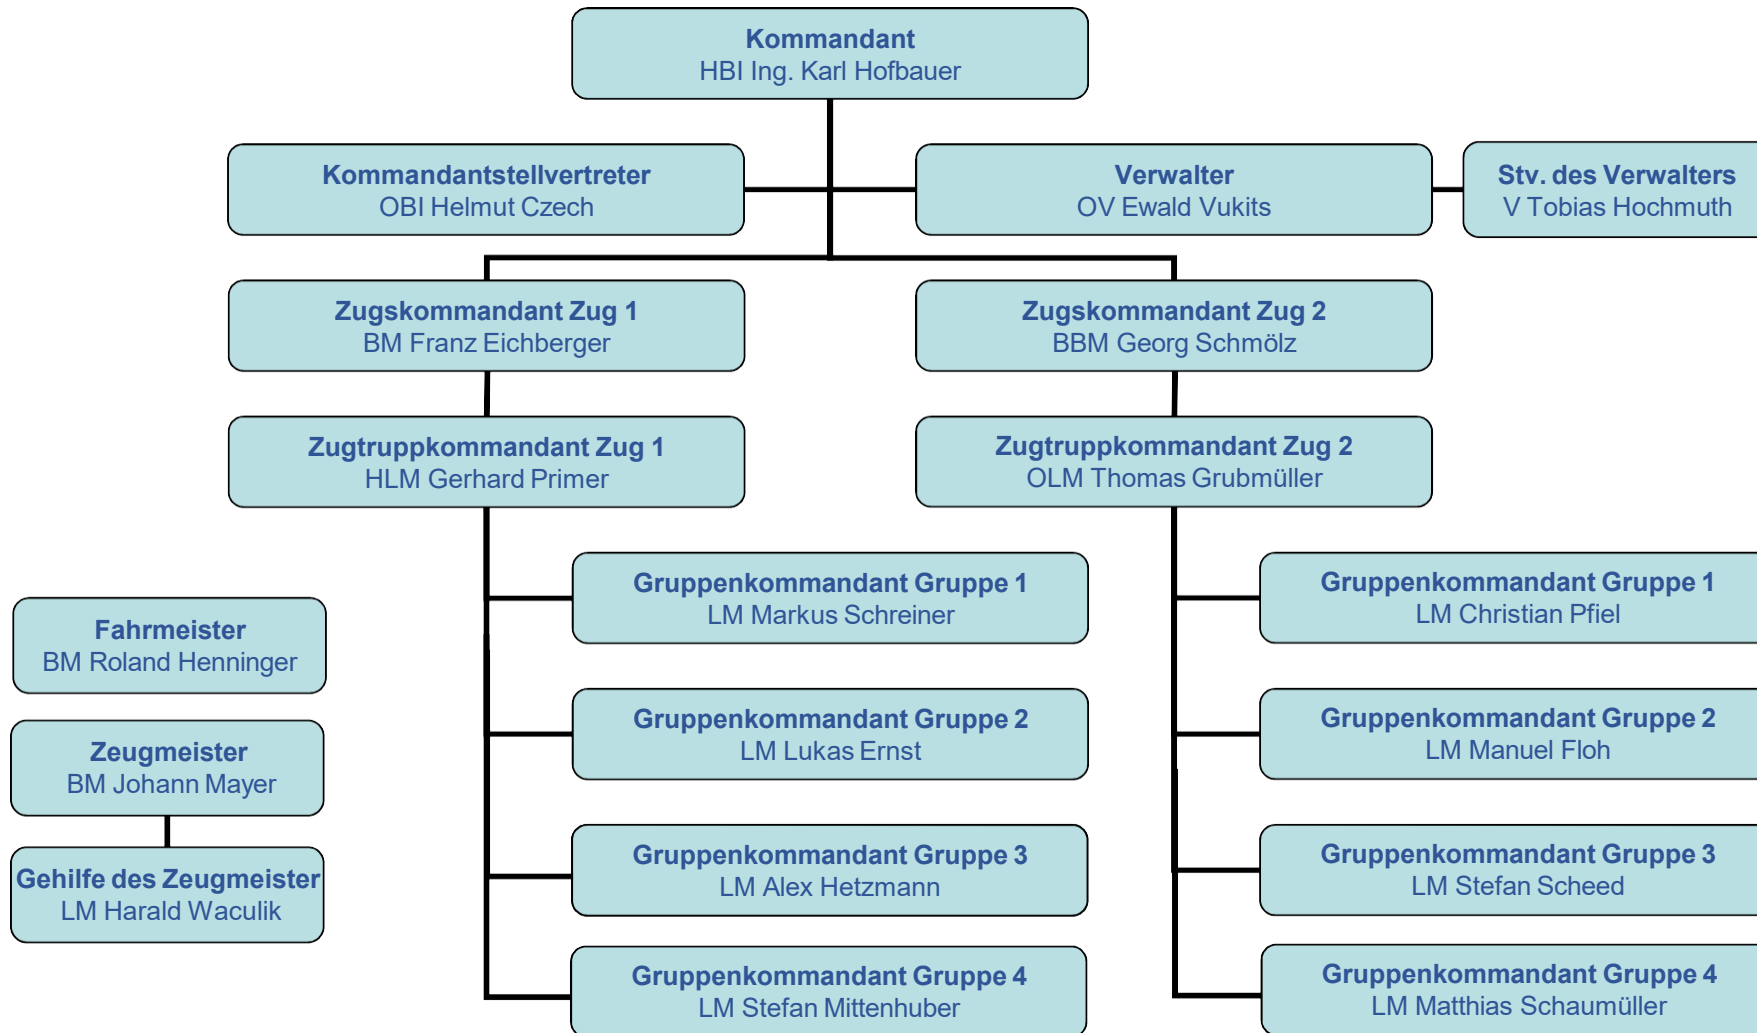 Kommandant
HBI Ing. Karl Hofbauer
Kommandantstellvertreter
OBI Helmut Czech
Verwalter
OV Ewald Vukits
Stv. des Verwalters
V Tobias Hochmuth
Zugskommandant Zug 1
BM Franz Eichberger
Zugskommandant Zug 2
BBM Georg Schmölz
Zugtruppkommandant Zug 1
HLM Gerhard Primer
Zugtruppkommandant Zug 2
OLM Thomas Grubmüller
Gruppenkommandant Gruppe 1
LM Markus Schreiner
Gruppenkommandant Gruppe 2
LM Lukas Ernst
Gruppenkommandant Gruppe 3
LM Alex Hetzmann
Gruppenkommandant Gruppe 4
LM Stefan Mittenhuber
Gruppenkommandant Gruppe 1
LM Christian Pfiel
Gruppenkommandant Gruppe 2
LM Manuel Floh
Gruppenkommandant Gruppe 3
LM Stefan Scheed
Gruppenkommandant Gruppe 4
LM Matthias Schaumüller
Fahrmeister
BM Roland Henninger
Zeugmeister
BM Johann Mayer
Gehilfe des Zeugmeister
LM Harald Waculik